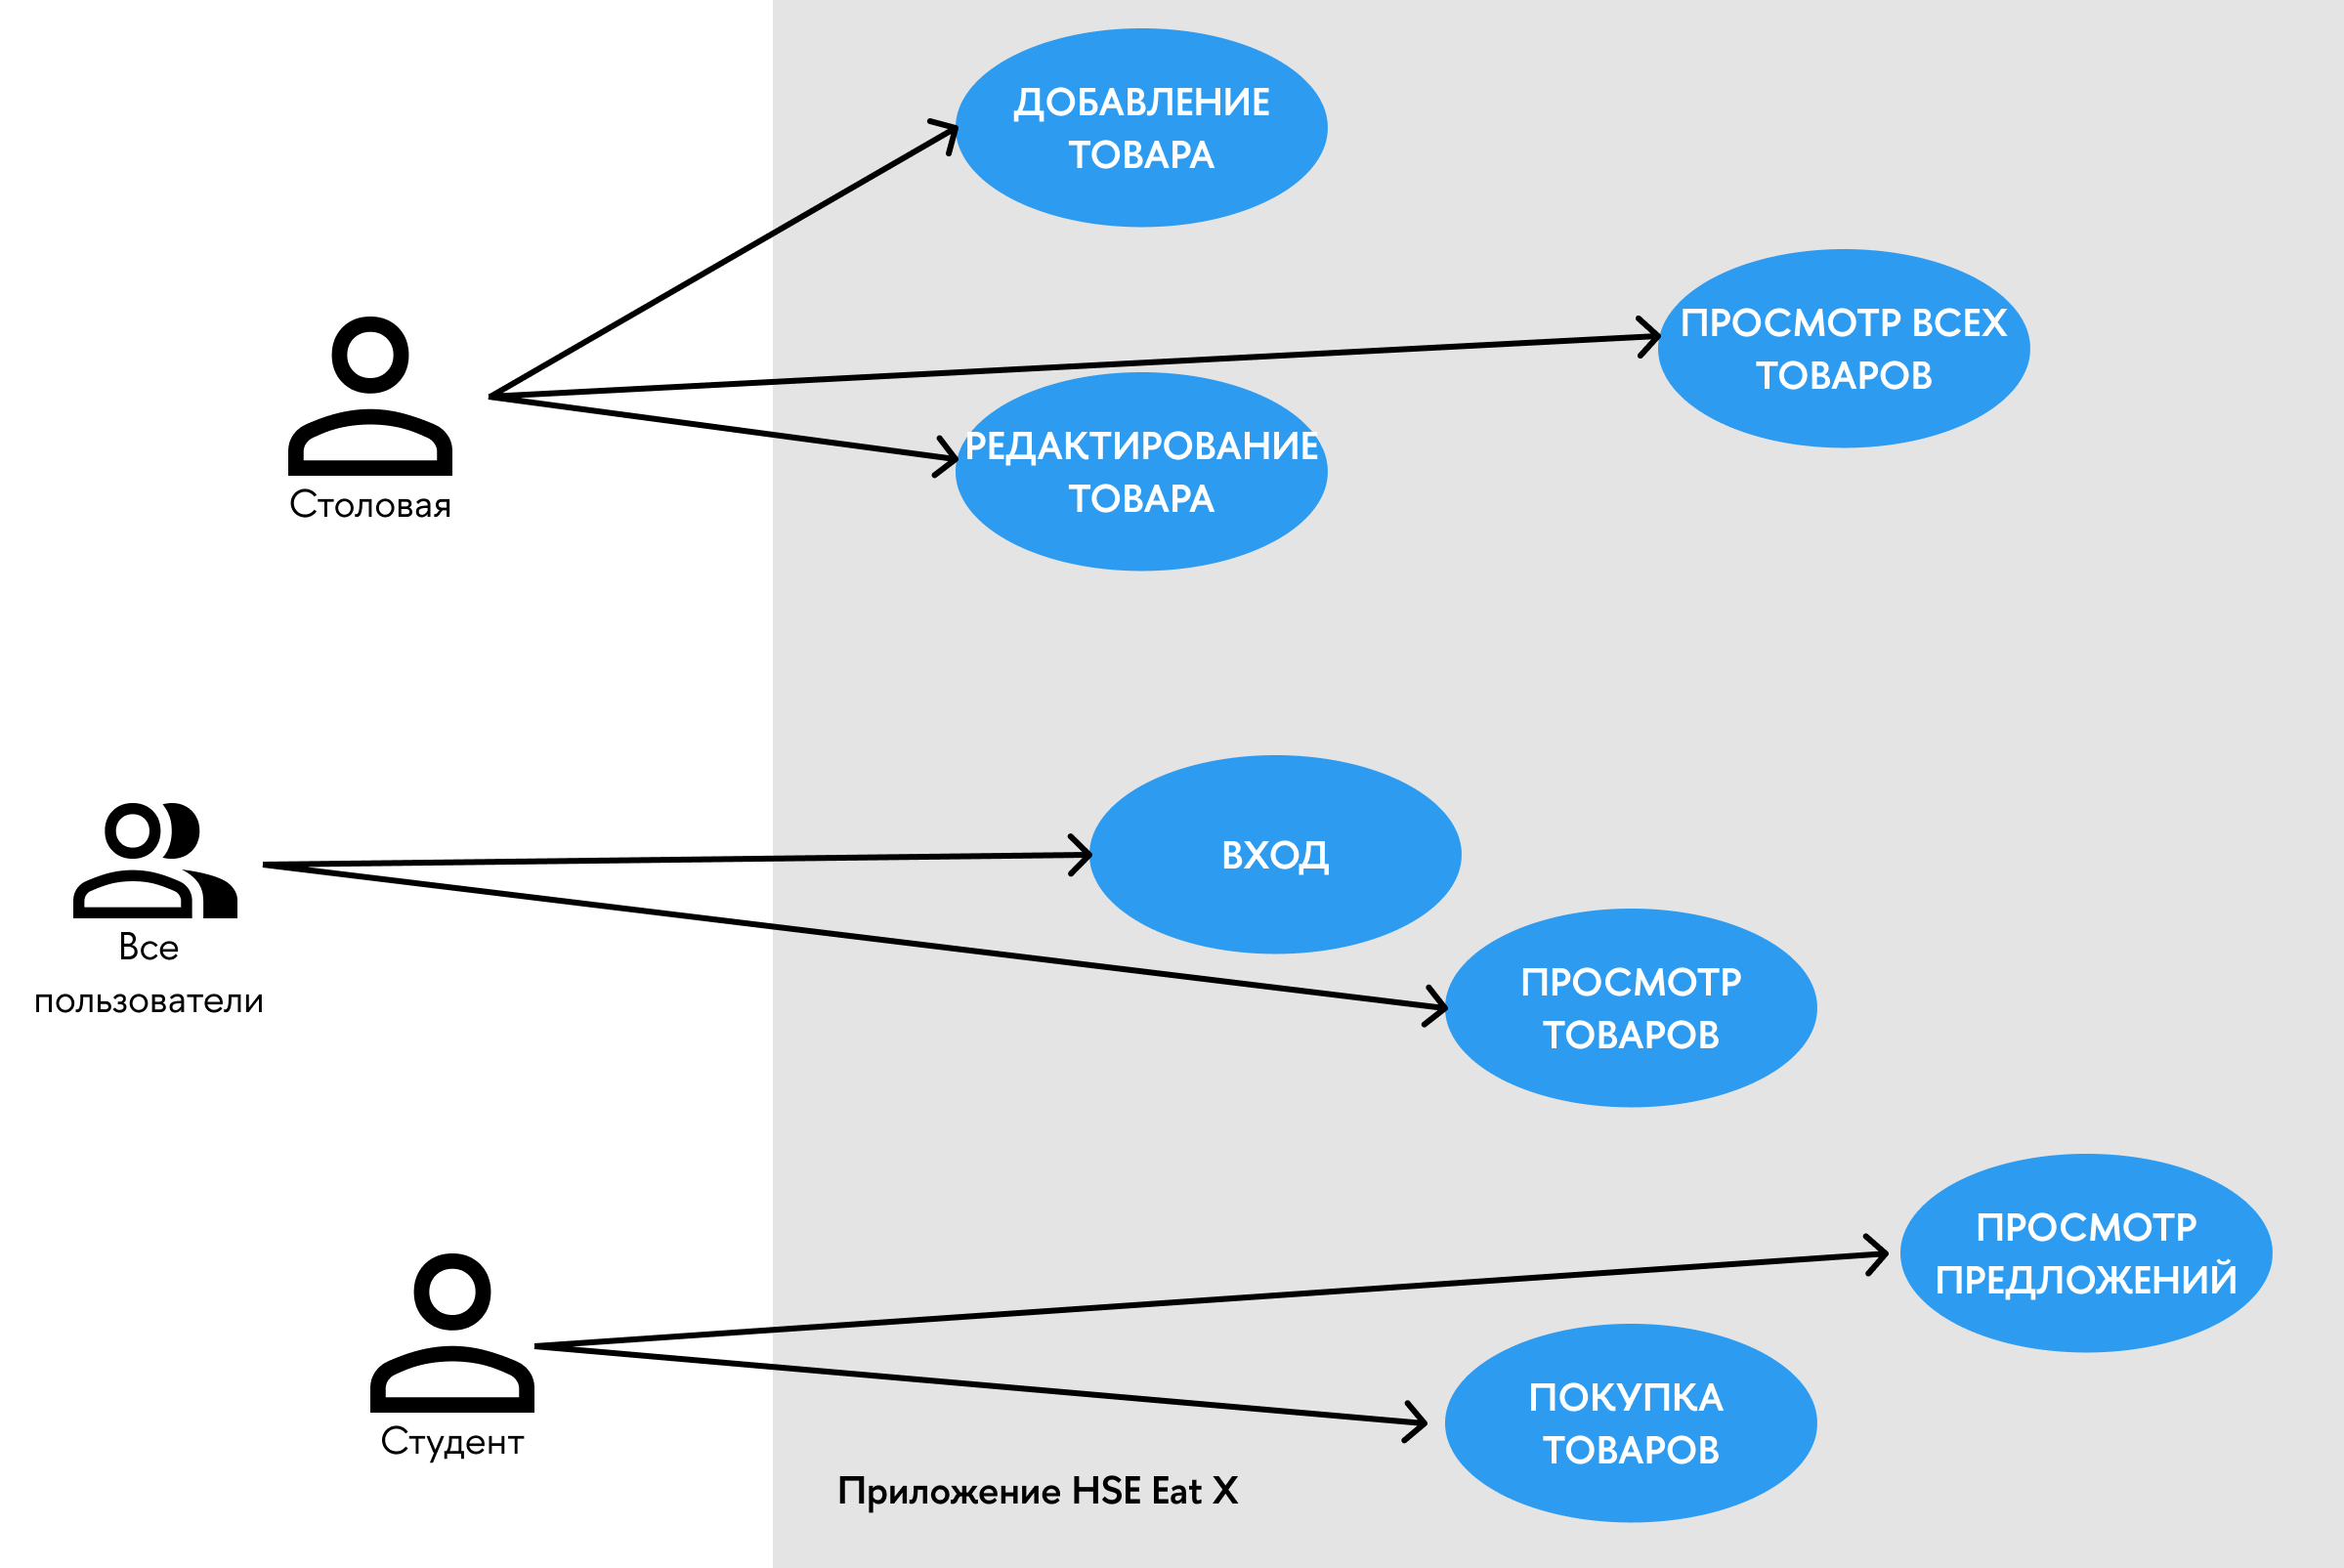 ДОБАВЛЕНИЕ
ТОВАРА
ПРОСМОТР ВСЕХ
ТОВАРОВ
РЕДАКТИРОВАНИЕ
ТОВАРА
Столовая
ВХОД
Все
пользователи
ПРОСМОТР
ТОВАРОВ
ПРОСМОТР
ПРЕДЛОЖЕНИЙ
Студент
ПОКУПКА
ТОВАРОВ
Приложение HSE Eat X